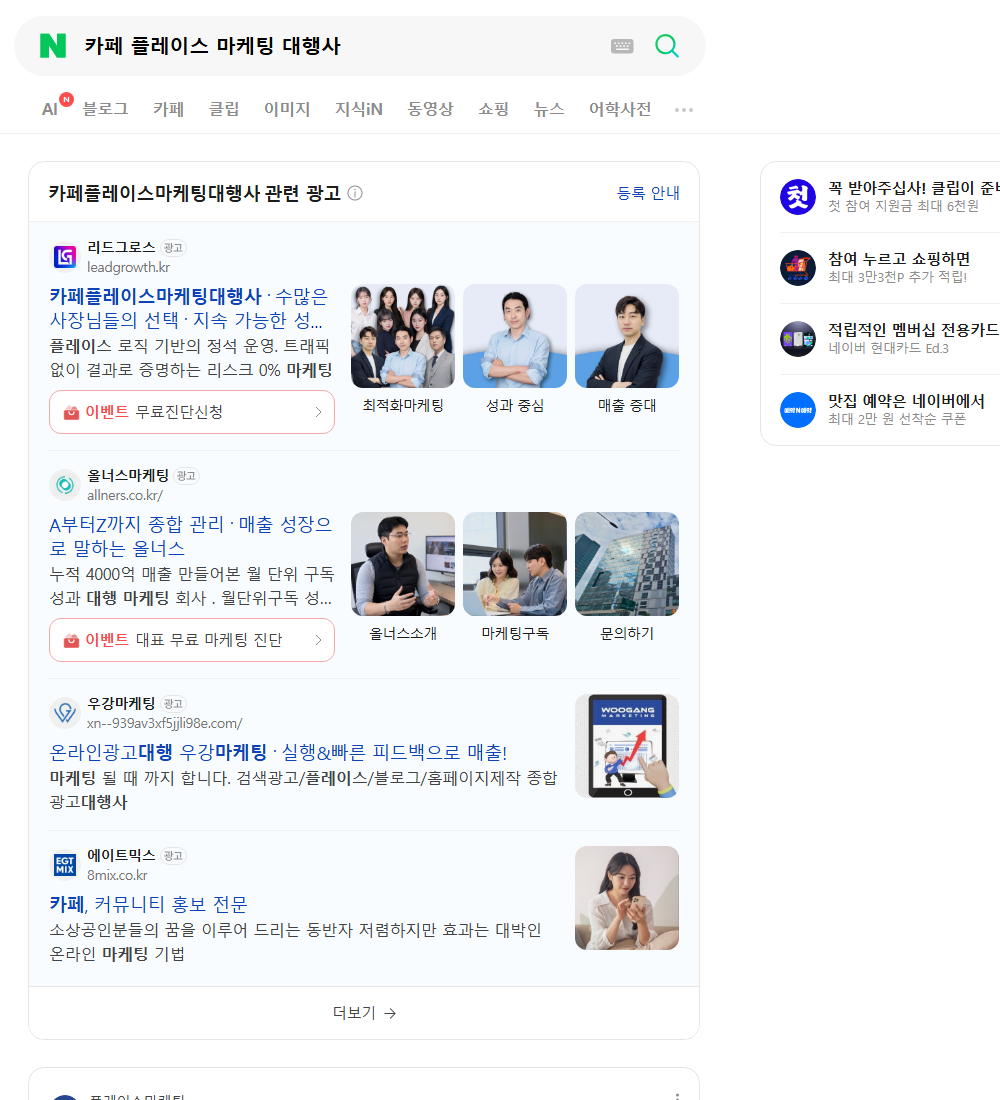 카페 플레이스 마케팅 대행사
AI N 블로그 카페 클립 이미지 지식iN 동영상 쇼핑 뉴스 어학사전
카페플레이스마케팅대행사 관련 광고
등록 안내
리드그로스 광고
leadgrowth.kr
카페플레이스마케팅대행사 · 수많은
사장님들의 선택 · 지속 가능한 성...
플레이스 로직 기반의 정석 운영. 트래픽
없이 결과로 증명하는 리스크 0% 마케팅
이벤트 무료진단신청
최적화마케팅
성과 중심
매출 증대
올너스마케팅 광고
allners.co.kr/
A부터Z까지 종합 관리 · 매출 성장으
로 말하는 올너스
누적 4000억 매출 만들어본 월 단위 구독
성과 대행 마케팅 회사 . 월단위구독 성...
이벤트 대표 무료 마케팅 진단
올너스소개
마케팅구독
문의하기
우강마케팅 광고
xn--939av3xf5jjli98e.com/
온라인광고대행 우강마케팅 · 실행&빠른 피드백으로 매출!
마케팅 될 때 까지 합니다. 검색광고/플레이스/블로그/홈페이지제작 종합
광고대행사
WOOGANG
MARKETING
EGT
MIX
에이트믹스 광고
8mix.co.kr
카페, 커뮤니티 홍보 전문
소상공인분들의 꿈을 이루어 드리는 동반자 저렴하지만 효과는 대박인
온라인 마케팅 기법
더보기 →
첫
꼭 받아주십사! 클립이 준비
첫 참여 지원금 최대 6천원
참여 누르고 쇼핑하면
최대 3만3천P 추가 적립!
적립적인 멤버십 전용카드
네이버 현대카드 Ed.3
맛집 예약은 네이버에서
최대 2만 원 선착순 쿠폰